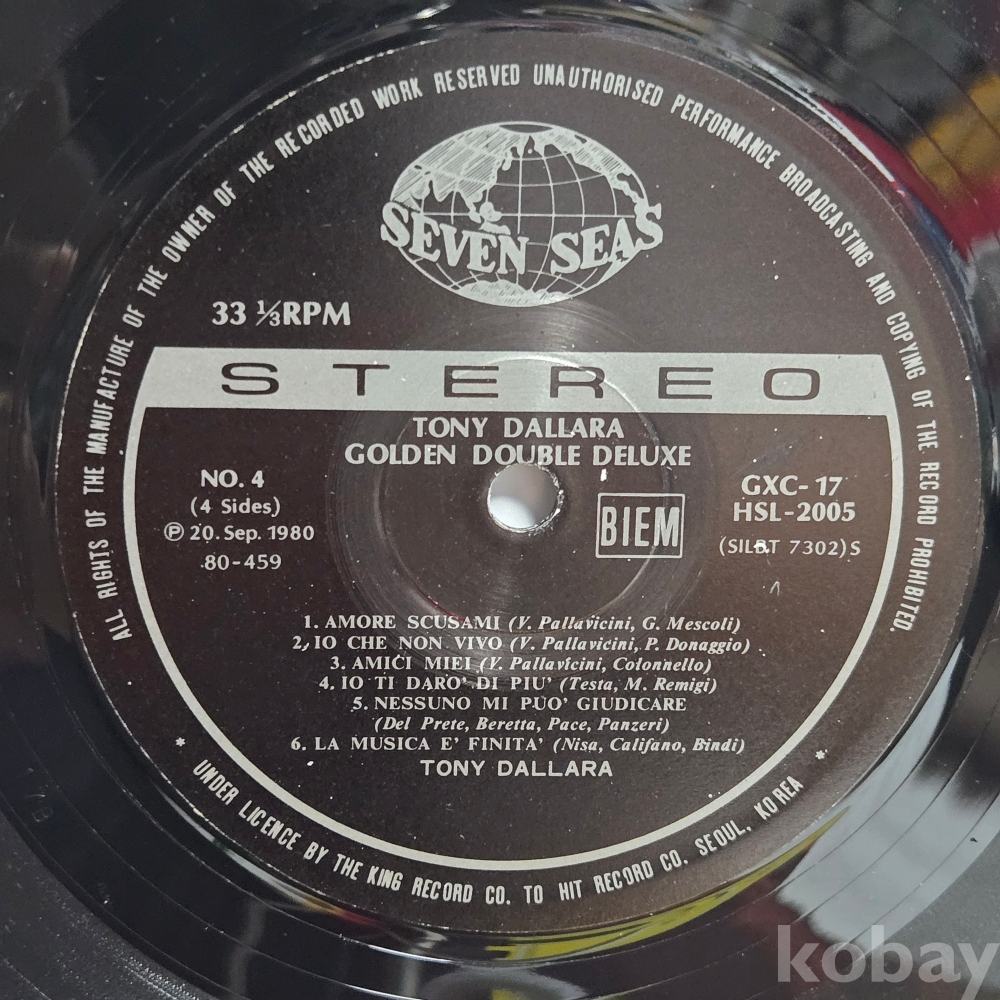 ALL RIGHTS OF THE MANUFACTURE OF THE OWNER OF THE RECORDED WORK RESERVED UNAUTHORISED PERFORMANCE BROADCASTING AND COPYING OF THE RECORD PROHIBITED.
SEVEN SEAS
33 ⅓RPM
STEREO
TONY DALLARA
GOLDEN DOUBLE DELUXE
NO. 4
(4 Sides)
Ⓟ 20. Sep. 1980
80-459
BIEM
GXC-17
HSL-2005
(SILBT 7302)S
1. AMORE SCUSAMI (V. Pallavicini, G. Mescoli)
2, IO CHE NON VIVO (V. Pallavicini, P. Donaggio)
3. AMICI MIEI (V. Pallavicini, Colonnello)
4. IO TI DARO' DI PIU' (Testa, M. Remigi)
5. NESSUNO MI PUO' GIUDICARE
(Del Prete, Beretta, Pace, Panzeri)
6. LA MUSICA E' FINITA' (Nisa, Califano, Bindi)
TONY DALLARA
* UNDER LICENCE BY THE KING RECORD CO. TO HIT RECORD CO. SEOUL, KOREA *
kobay